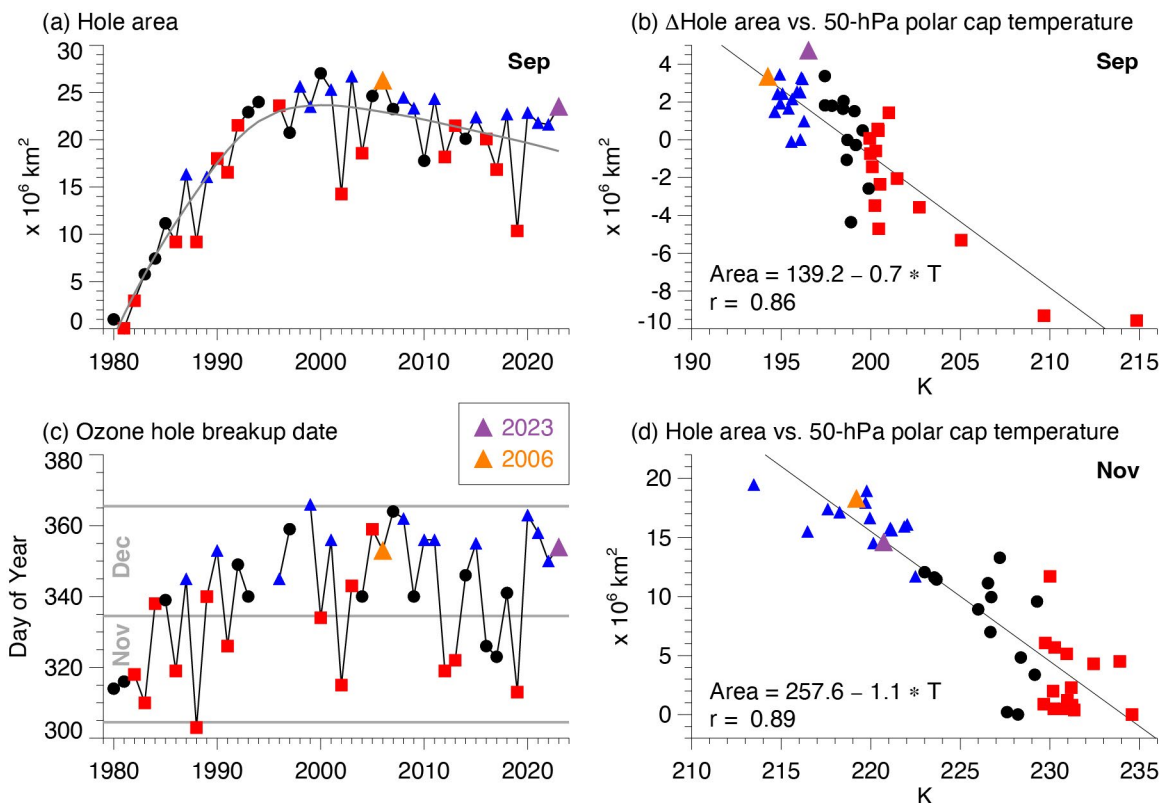 (a) Hole area
Sep
x 10⁶ km²
30
25
20
15
10
5
0
1980
1990
2000
2010
2020
(b) ΔHole area vs. 50-hPa polar cap temperature
Sep
x 10⁶ km²
4
2
0
-2
-4
-6
-8
-10
Area = 139.2 − 0.7 * T
r = 0.86
190
195
200
205
210
215
K
(c) Ozone hole breakup date
2023
2006
Day of Year
380
360
340
320
300
Dec
Nov
1980
1990
2000
2010
2020
(d) Hole area vs. 50-hPa polar cap temperature
Nov
x 10⁶ km²
20
15
10
5
0
Area = 257.6 − 1.1 * T
r = 0.89
210
215
220
225
230
235
K